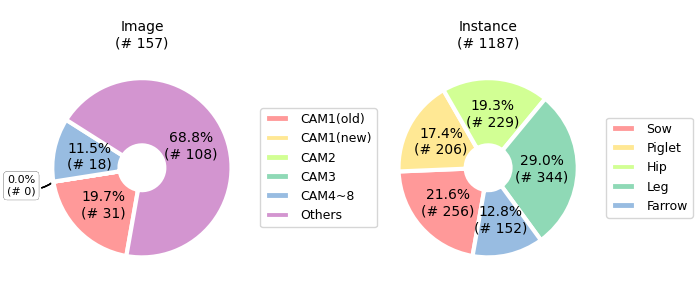 Image
(# 157)
68.8%
(# 108)
11.5%
(# 18)
0.0%
(# 0)
19.7%
(# 31)
CAM1(old)
CAM1(new)
CAM2
CAM3
CAM4~8
Others
Instance
(# 1187)
19.3%
(# 229)
17.4%
(# 206)
29.0%
(# 344)
21.6%
(# 256)
12.8%
(# 152)
Sow
Piglet
Hip
Leg
Farrow